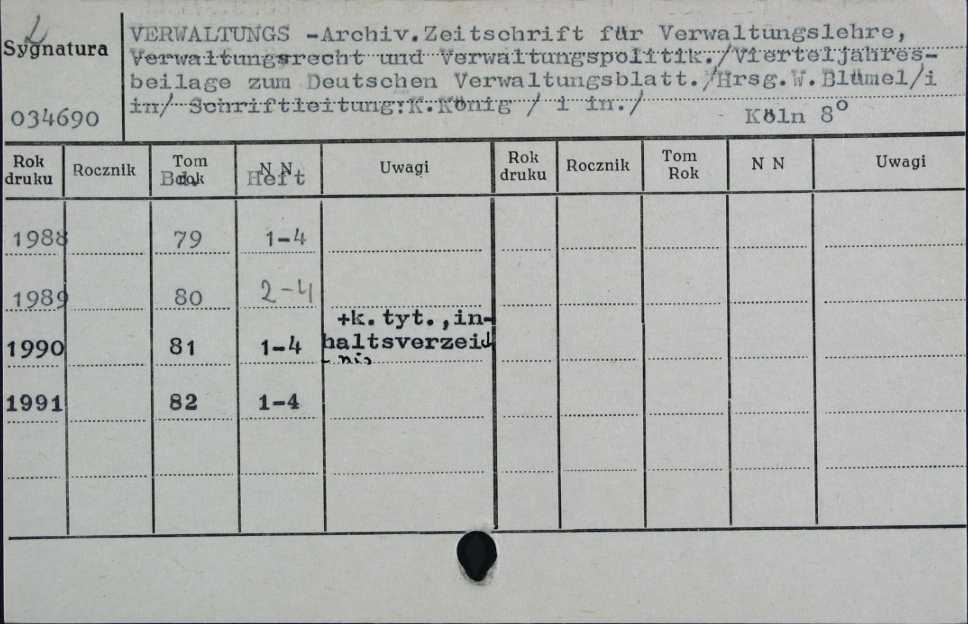 Sygnatura
034690
VERWALTUNGS -Archiv.Zeitschrift für Verwaltungslehre,
Verwaltungsrecht und Verwaltungspolitik./Vierteljahres-
beilage zum Deutschen Verwaltungsblatt./Hrsg.W.Blümel/i
in/ Schriftleitung:K.König / i in./
Köln 8°
Rok druku Rocznik Tom Rok N N Uwagi Rok druku Rocznik Tom Rok N N Uwagi
Bd. Heft
1988 79 1-4
1989 80 2-4
+k. tyt.,in-
1990 81 1-4 haltsverzeich
nis
1991 82 1-4